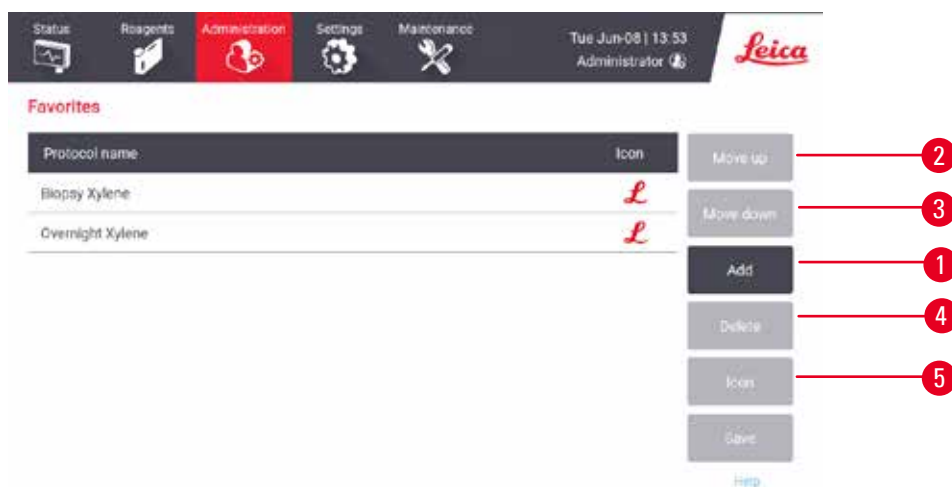 Status Reagents Administration Settings Maintenance
Tue Jun-08 | 13:53
Administrator
Leica
Favorites
Protocol name Icon
Move up 2
Biopsy Xylene L
Move down 3
Overnight Xylene L
Add 1
Delete 4
Icon 5
Save
Help